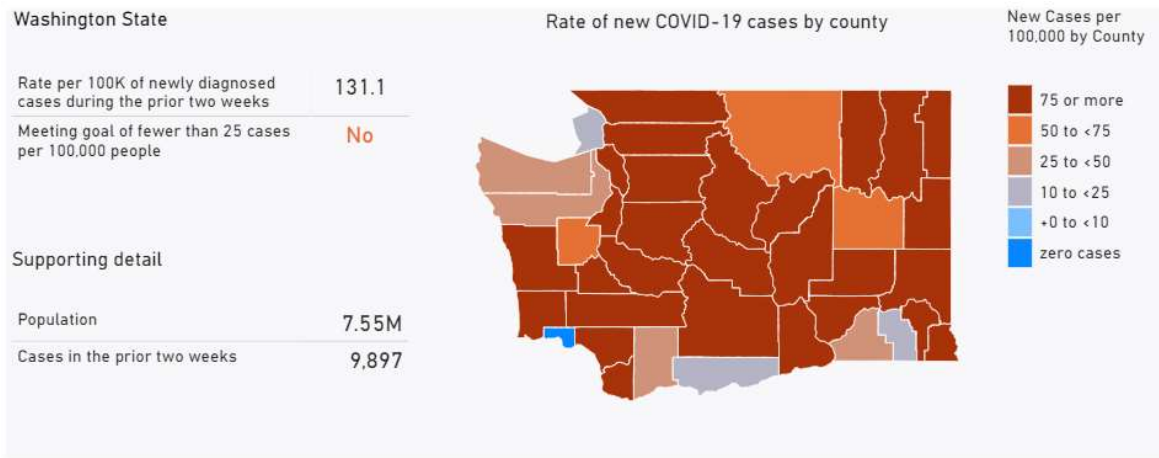 Washington State
Rate per 100K of newly diagnosed
cases during the prior two weeks
131.1
Meeting goal of fewer than 25 cases
per 100,000 people
No
Supporting detail
Population
7.55M
Cases in the prior two weeks
9,897
Rate of new COVID-19 cases by county
New Cases per
100,000 by County
75 or more
50 to <75
25 to <50
10 to <25
+0 to <10
zero cases